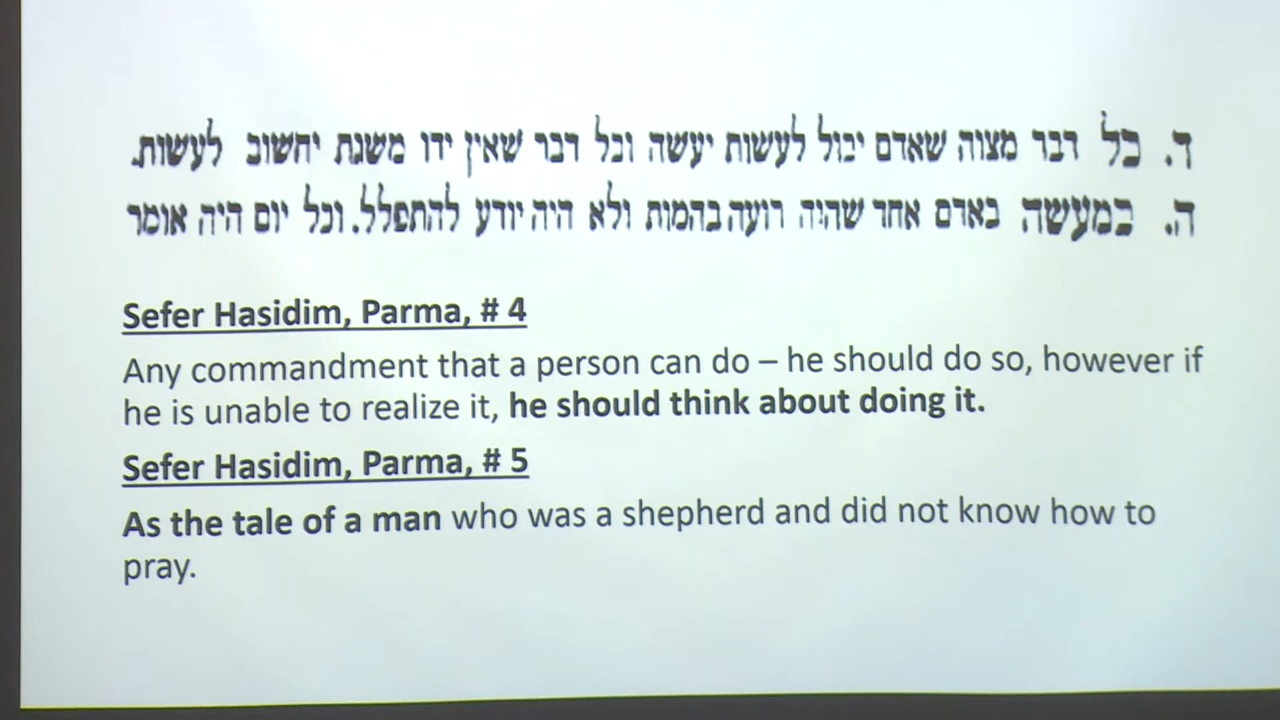 ד. כל דבר מצוה שאדם יכול לעשות יעשה וכל דבר שאין ידו משגת יחשוב לעשות.
ה. במעשה באדם אחד שהיה רועה בהמות ולא היה יודע להתפלל. וכל יום היה אומר
Sefer Hasidim, Parma, # 4
Any commandment that a person can do – he should do so, however if
he is unable to realize it, he should think about doing it.
Sefer Hasidim, Parma, # 5
As the tale of a man who was a shepherd and did not know how to
pray.